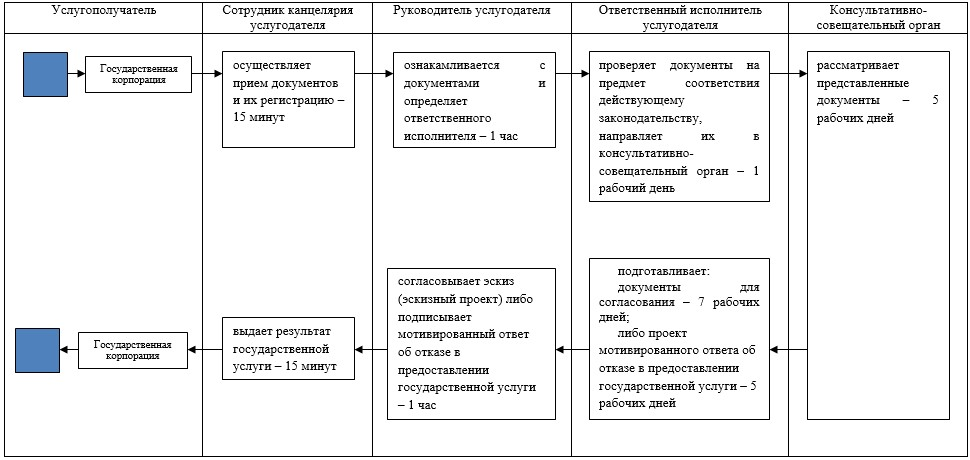 Услугополучатель
Сотрудник канцелярия
услугодателя
Руководитель услугодателя
Ответственный исполнитель
услугодателя
Консультативно-
совещательный орган
Государственная
корпорация
осуществляет
прием документов
и их регистрацию –
15 минут
ознакамливается с
документами и
определяет
ответственного
исполнителя – 1 час
проверяет документы на
предмет соответствия
действующему
законодательству,
направляет их в
консультативно-
совещательный орган – 1
рабочий день
рассматривает
представленные
документы – 5
рабочих дней
Государственная
корпорация
выдает результат
государственной
услуги – 15 минут
согласовывает эскиз
(эскизный проект) либо
подписывает
мотивированный ответ
об отказе в
предоставлении
государственной услуги
– 1 час
подготавливает:
документы для
согласования – 7 рабочих
дней;
либо проект
мотивированного ответа об
отказе в предоставлении
государственной услуги – 5
рабочих дней